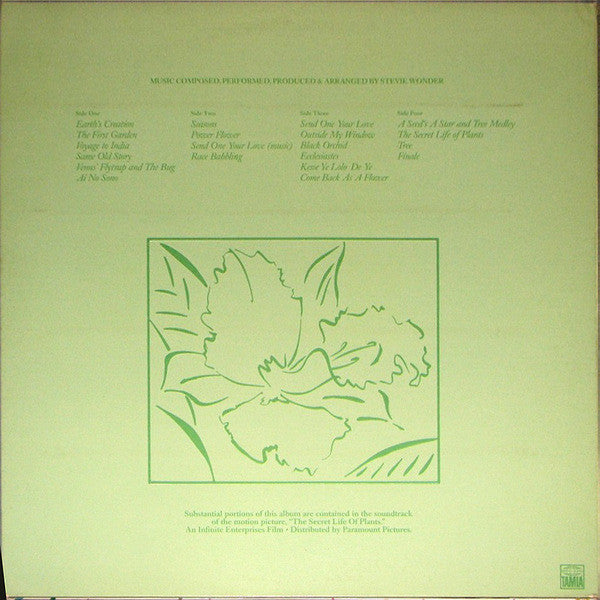 MUSIC COMPOSED, PERFORMED, PRODUCED & ARRANGED BY STEVIE WONDER
Side One
Earth's Creation
The First Garden
Voyage to India
Same Old Story
Venus' Flytrap and The Bug
Ai No Sono
Side Two
Seasons
Power Flower
Send One Your Love (music)
Race Babbling
Side Three
Send One Your Love
Outside My Window
Black Orchid
Ecclesiastes
Kesse Ye Lolo De Ye
Come Back As A Flower
Side Four
A Seed's A Star and Tree Medley
The Secret Life of Plants
Tree
Finale
Substantial portions of this album are contained in the soundtrack
of the motion picture, "The Secret Life Of Plants."
An Infinite Enterprises Film • Distributed by Paramount Pictures.
TAMLA